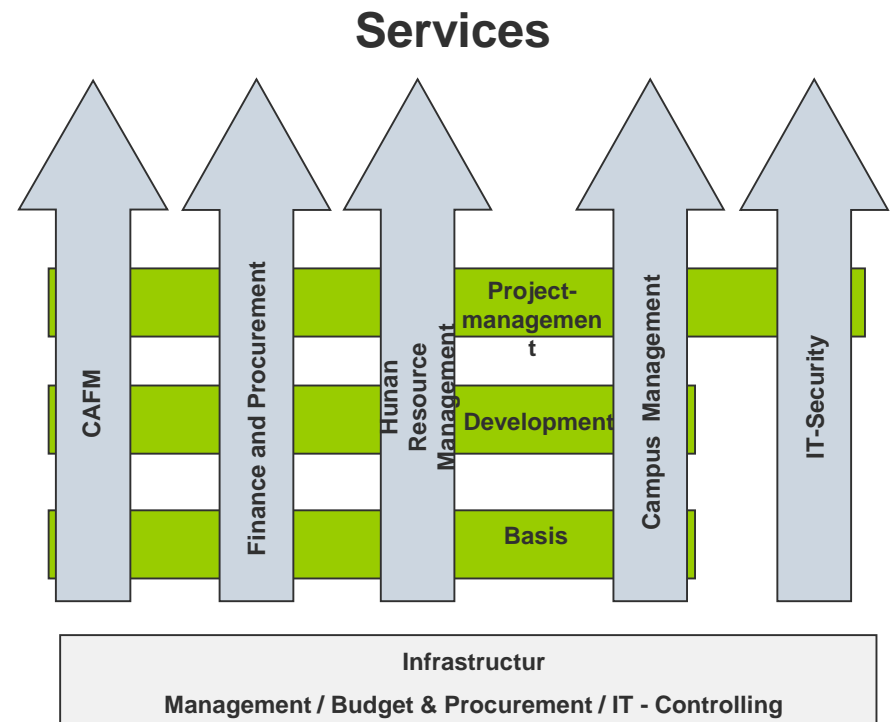 Services
CAFM
Finance and Procurement
Hunan
Resource
Management
Project-
managemen
t
Development
Basis
Campus Management
IT-Security
Infrastructur
Management / Budget & Procurement / IT - Controlling